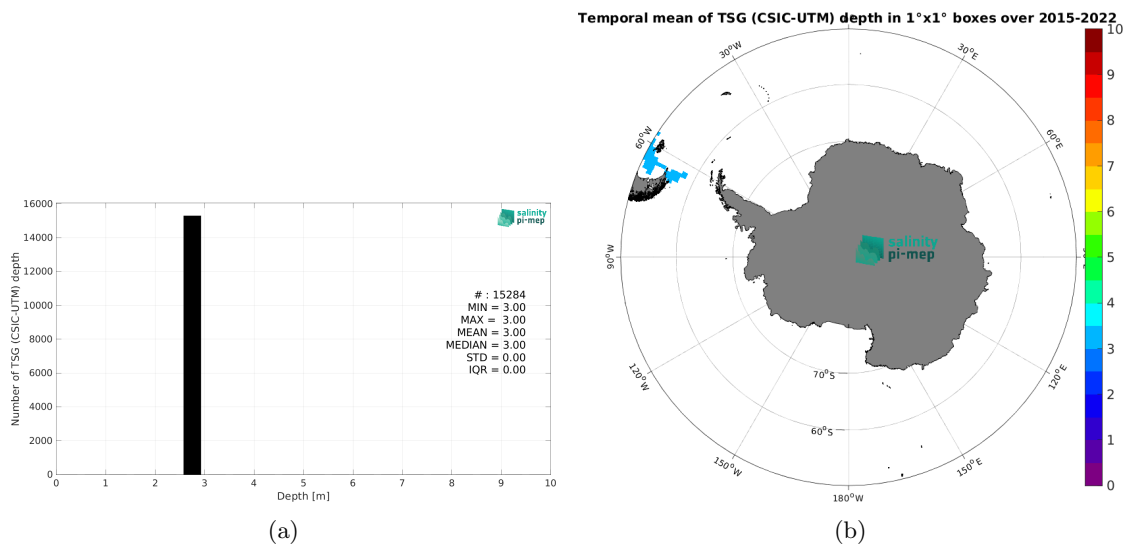 16000
14000
12000
10000
8000
6000
4000
2000
0
Number of TSG (CSIC-UTM) depth
salinity
pi-mep
# : 15284
MIN = 3.00
MAX = 3.00
MEAN = 3.00
MEDIAN = 3.00
STD = 0.00
IQR = 0.00
0 1 2 3 4 5 6 7 8 9 10
Depth [m]
(a)
Temporal mean of TSG (CSIC-UTM) depth in 1°x1° boxes over 2015-2022
30°W
30°E
60°W
60°E
90°W
salinity
pi-mep
120°W
120°E
70°S
60°S
150°W
150°E
180°W
10
9
8
7
6
5
4
3
2
1
0
(b)